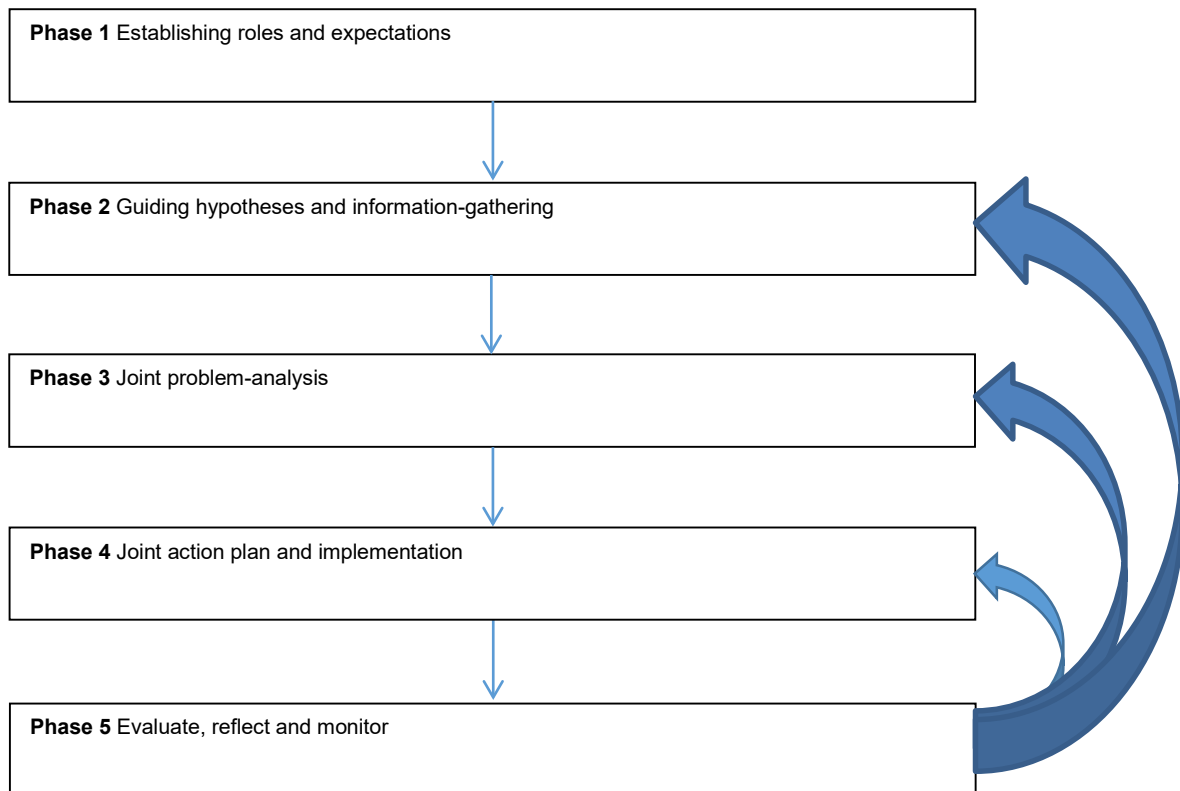 Phase 1 Establishing roles and expectations
Phase 2 Guiding hypotheses and information-gathering
Phase 3 Joint problem-analysis
Phase 4 Joint action plan and implementation
Phase 5 Evaluate, reflect and monitor